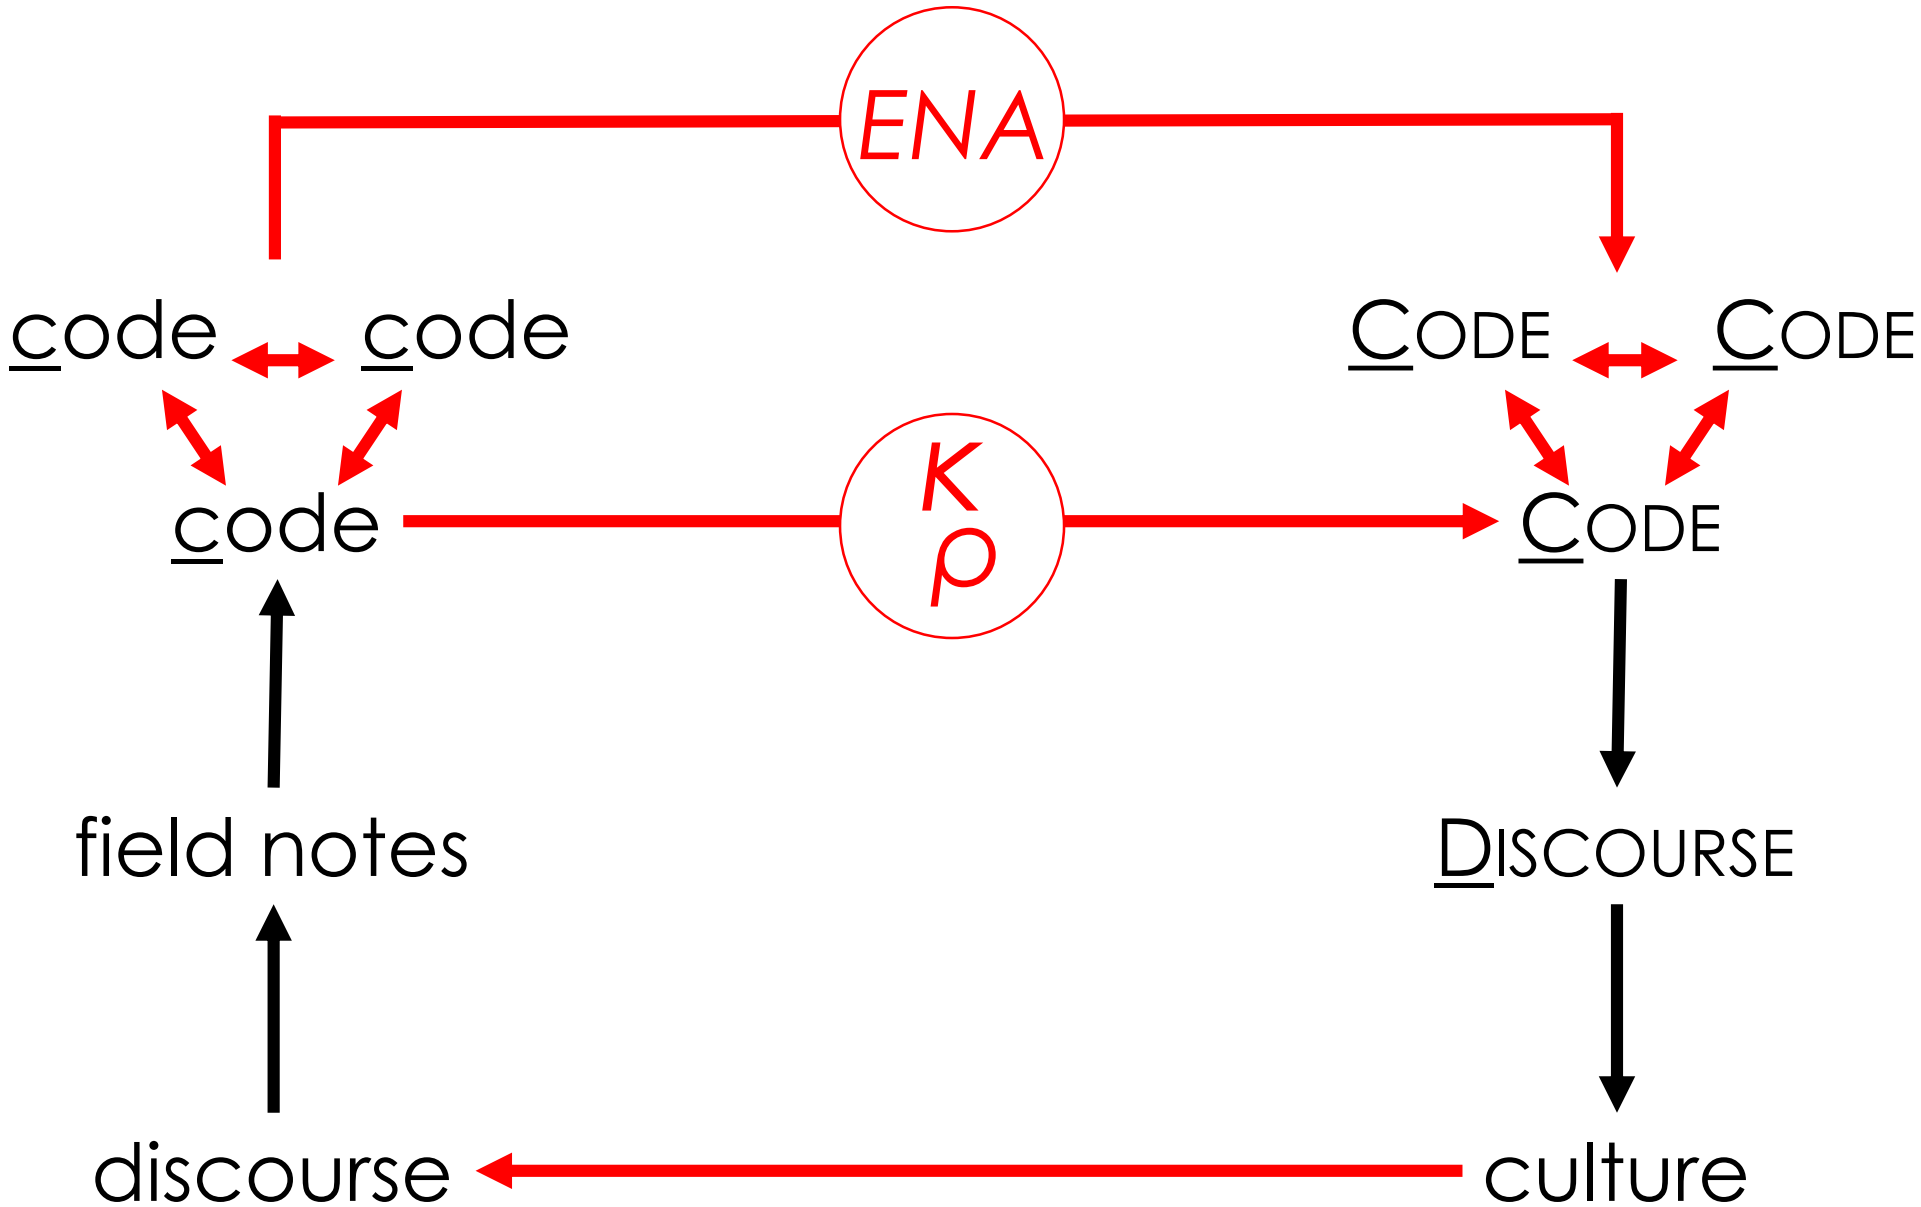 ENA
code code
CODE CODE
K
ρ
code
CODE
field notes
DISCOURSE
discourse
culture